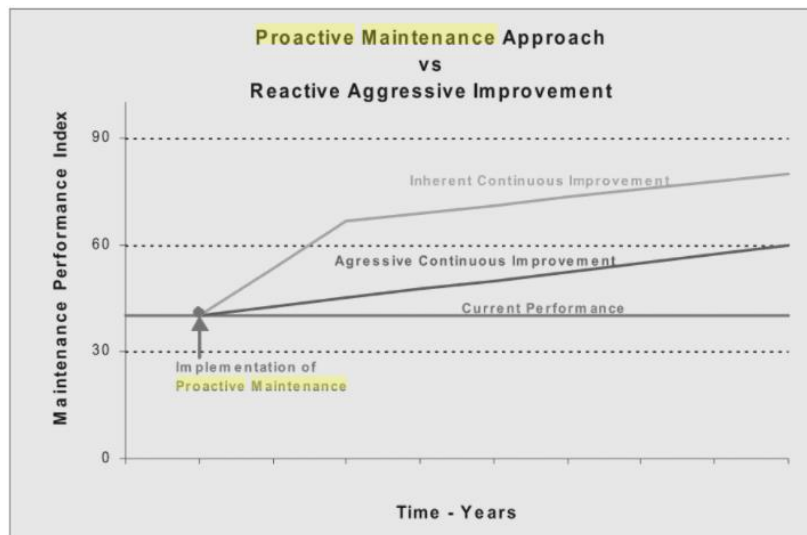 Proactive Maintenance Approach
vs
Reactive Aggressive Improvement
Maintenance Performance Index
90
60
30
0
Inherent Continuous Improvement
Agressive Continuous Improvement
Current Performance
Implementation of
Proactive Maintenance
Time - Years